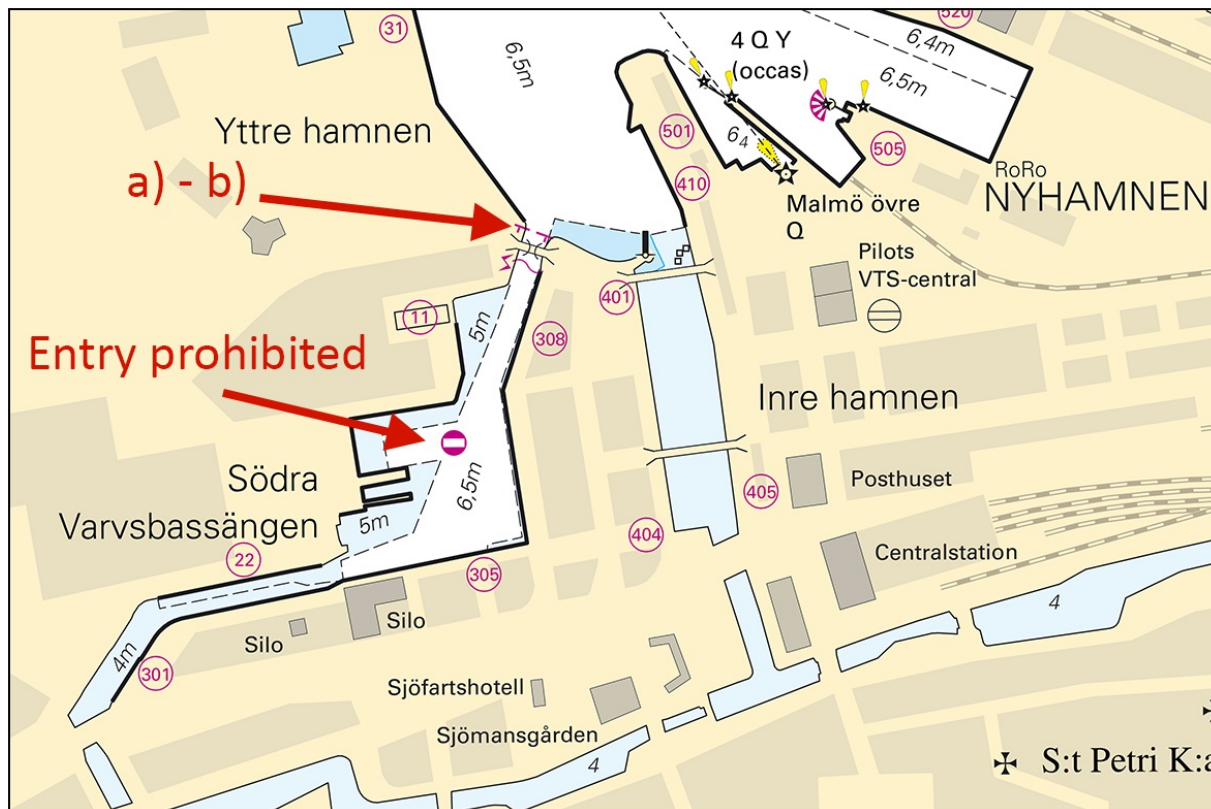 31
6,5m
4 Q Y
(occas)
520
6,4m
6,5m
Yttre hamnen
501
6₄
505
a) - b)
410
RoRo
NYHAMNEN
Malmö övre
Q
Pilots
VTS-central
401
11
5m
308
Entry prohibited
Inre hamnen
Södra
Varvsbassängen
6,5m
5m
405
Posthuset
404
Centralstation
22
305
4
Silo
Silo
4m
301
Sjöfartshotell
Sjömansgården
4
S:t Petri K:a